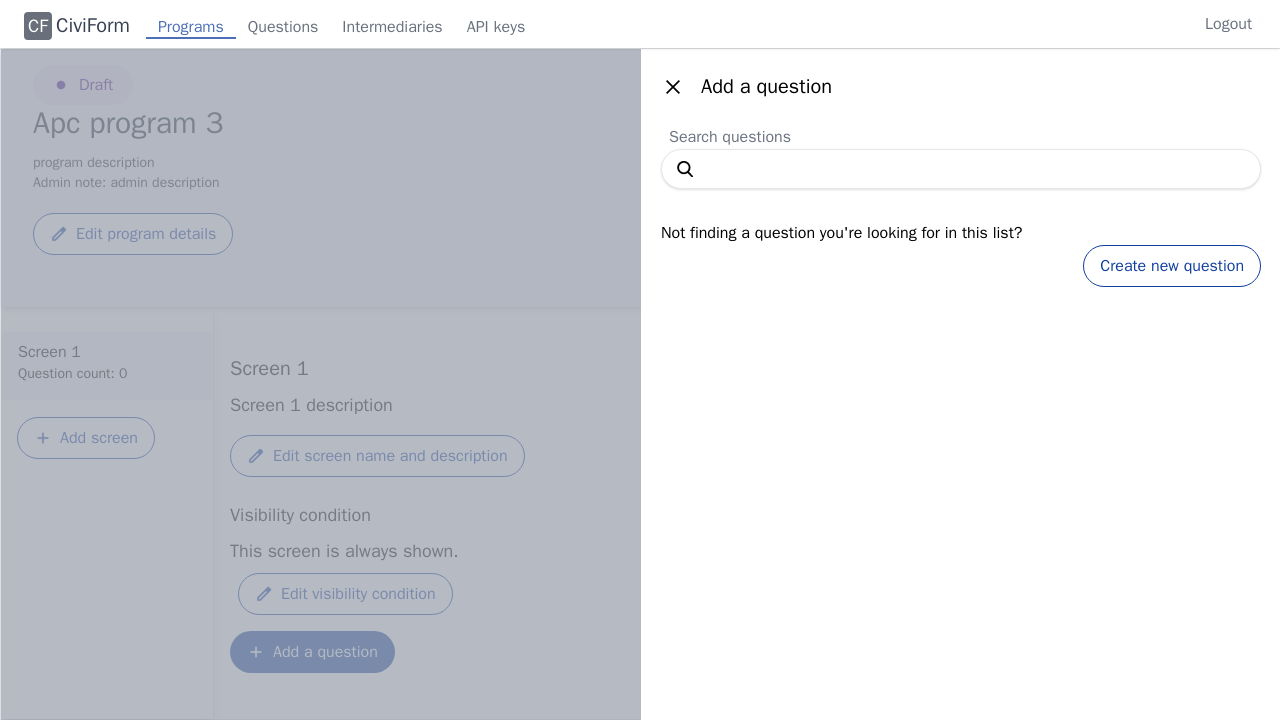 CF CiviForm Programs Questions Intermediaries API keys Logout
Draft
Apc program 3
program description
Admin note: admin description
Edit program details
Screen 1
Question count: 0
Add screen
Screen 1
Screen 1 description
Edit screen name and description
Visibility condition
This screen is always shown.
Edit visibility condition
Add a question
Add a question
Search questions
Not finding a question you're looking for in this list?
Create new question